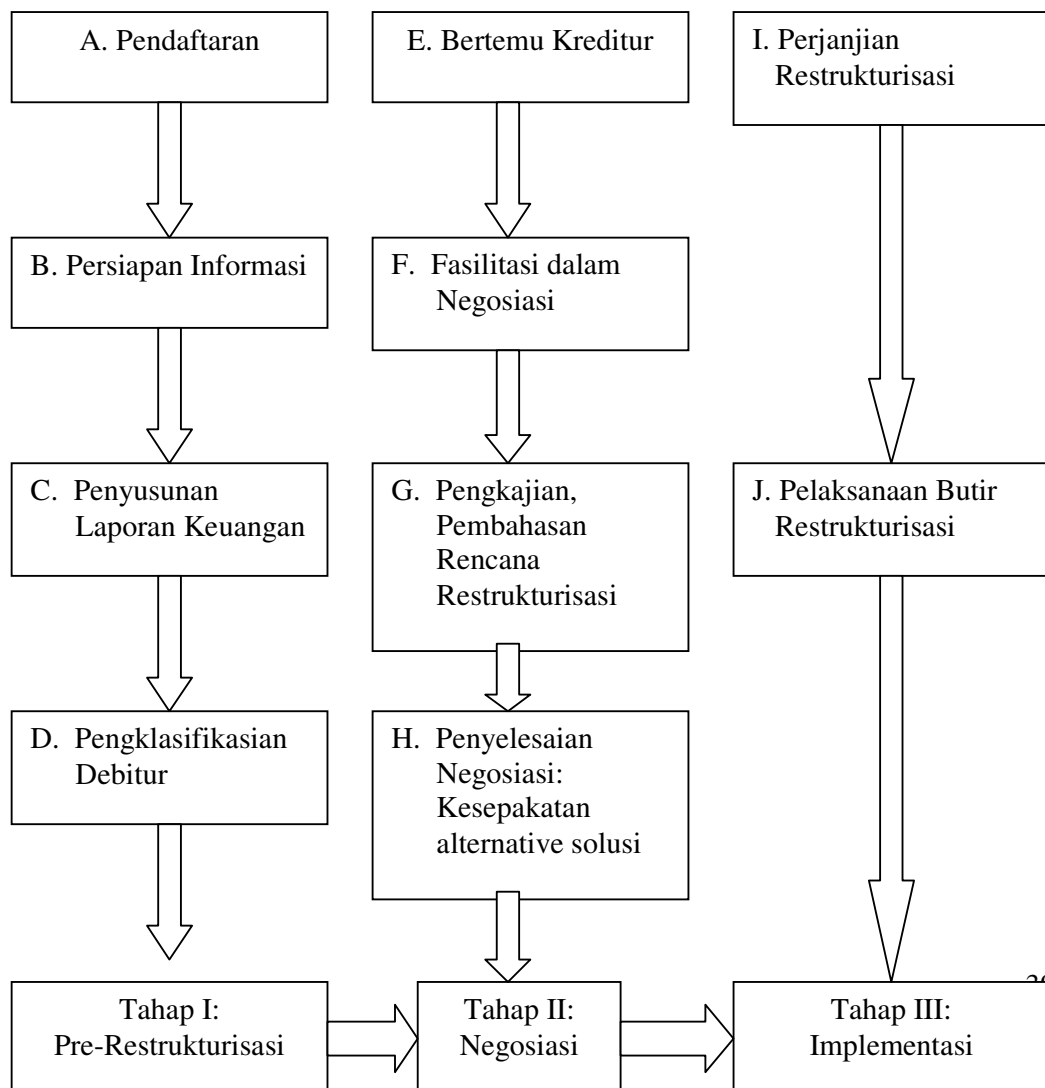 A. Pendaftaran
B. Persiapan Informasi
C. Penyusunan
Laporan Keuangan
D. Pengklasifikasian
Debitur
Tahap I:
Pre-Restrukturisasi
E. Bertemu Kreditur
F. Fasilitasi dalam
Negosiasi
G. Pengkajian,
Pembahasan
Rencana
Restrukturisasi
H. Penyelesaian
Negosiasi:
Kesepakatan
alternative solusi
Tahap II:
Negosiasi
I. Perjanjian
Restrukturisasi
J. Pelaksanaan Butir
Restrukturisasi
Tahap III:
Implementasi